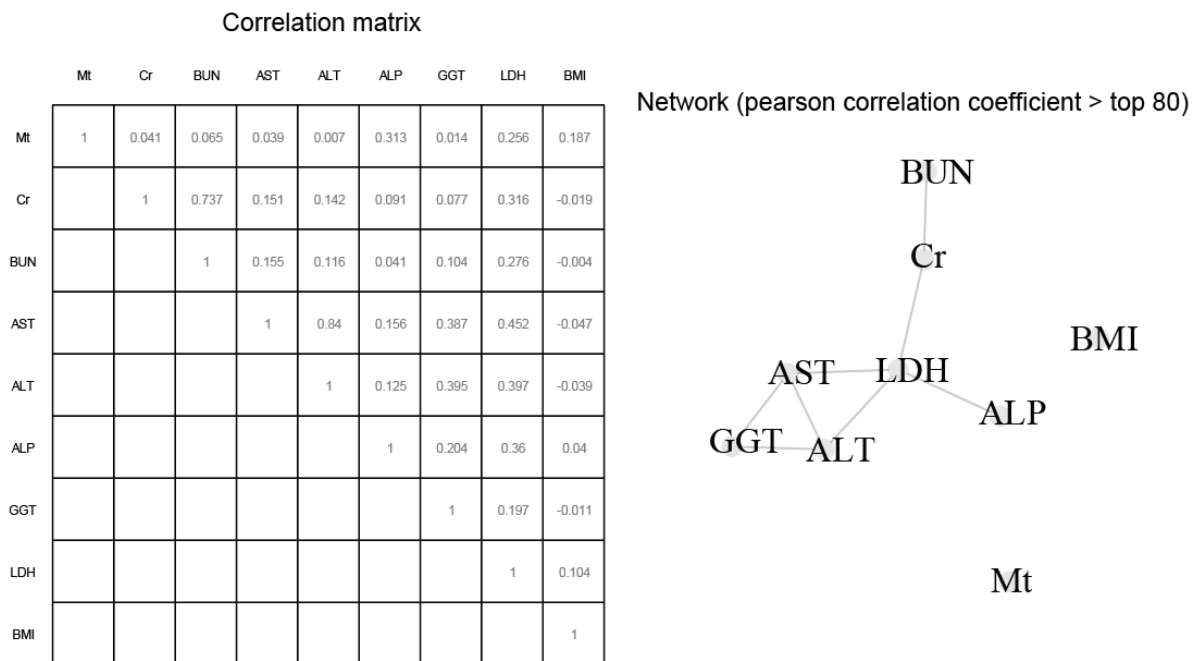 Correlation matrix
Mt Cr BUN AST ALT ALP GGT LDH BMI
Mt 1 0.041 0.065 0.039 0.007 0.313 0.014 0.256 0.187
Cr 1 0.737 0.151 0.142 0.091 0.077 0.316 -0.019
BUN 1 0.155 0.116 0.041 0.104 0.276 -0.004
AST 1 0.84 0.156 0.387 0.452 -0.047
ALT 1 0.125 0.395 0.397 -0.039
ALP 1 0.204 0.36 0.04
GGT 1 0.197 -0.011
LDH 1 0.104
BMI 1
Network (pearson correlation coefficient > top 80)
BUN
Cr
BMI
AST LDH
ALP
GGT ALT
Mt